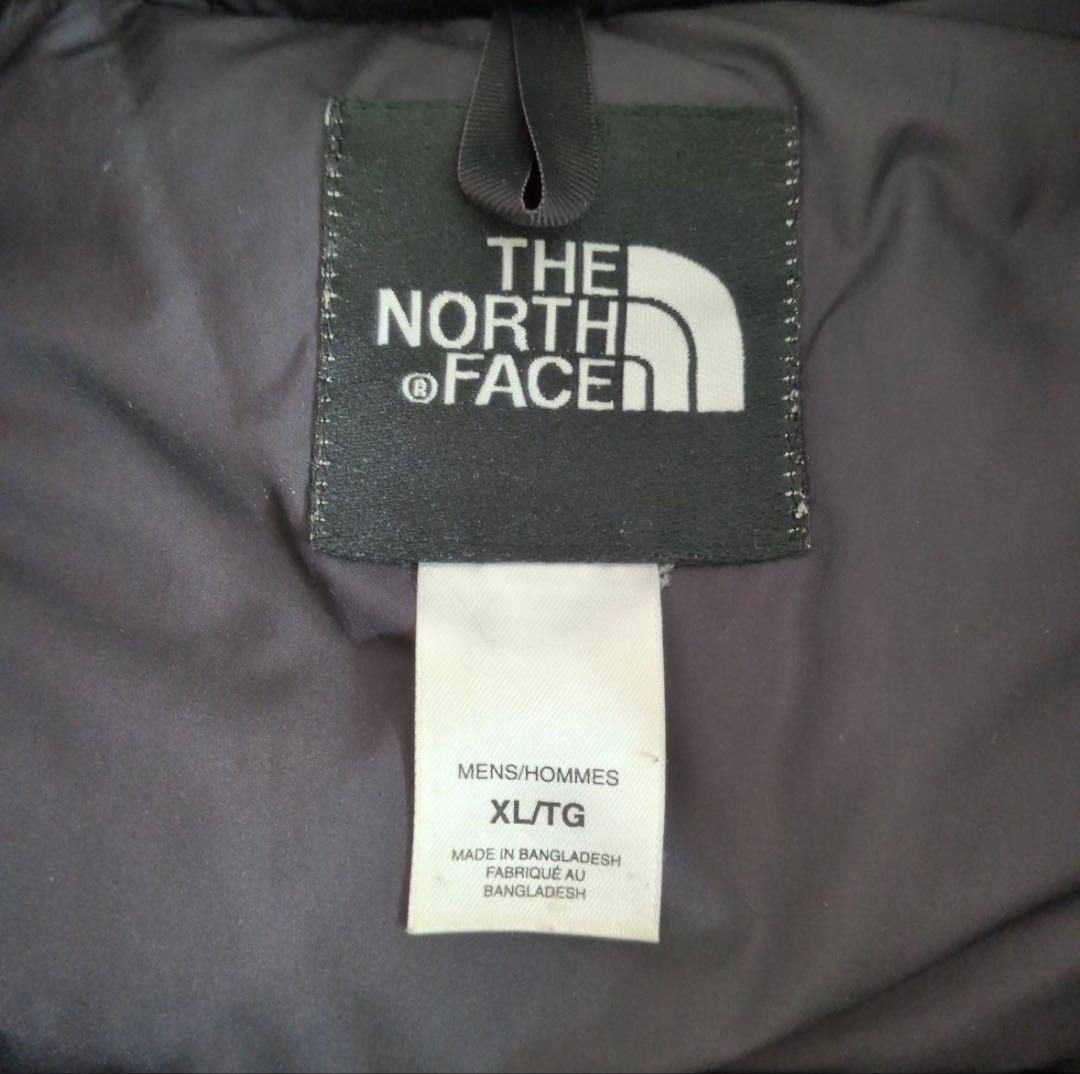 THE
NORTH
®FACE
MENS/HOMMES
XL/TG
MADE IN BANGLADESH
FABRIQUÉ AU
BANGLADESH